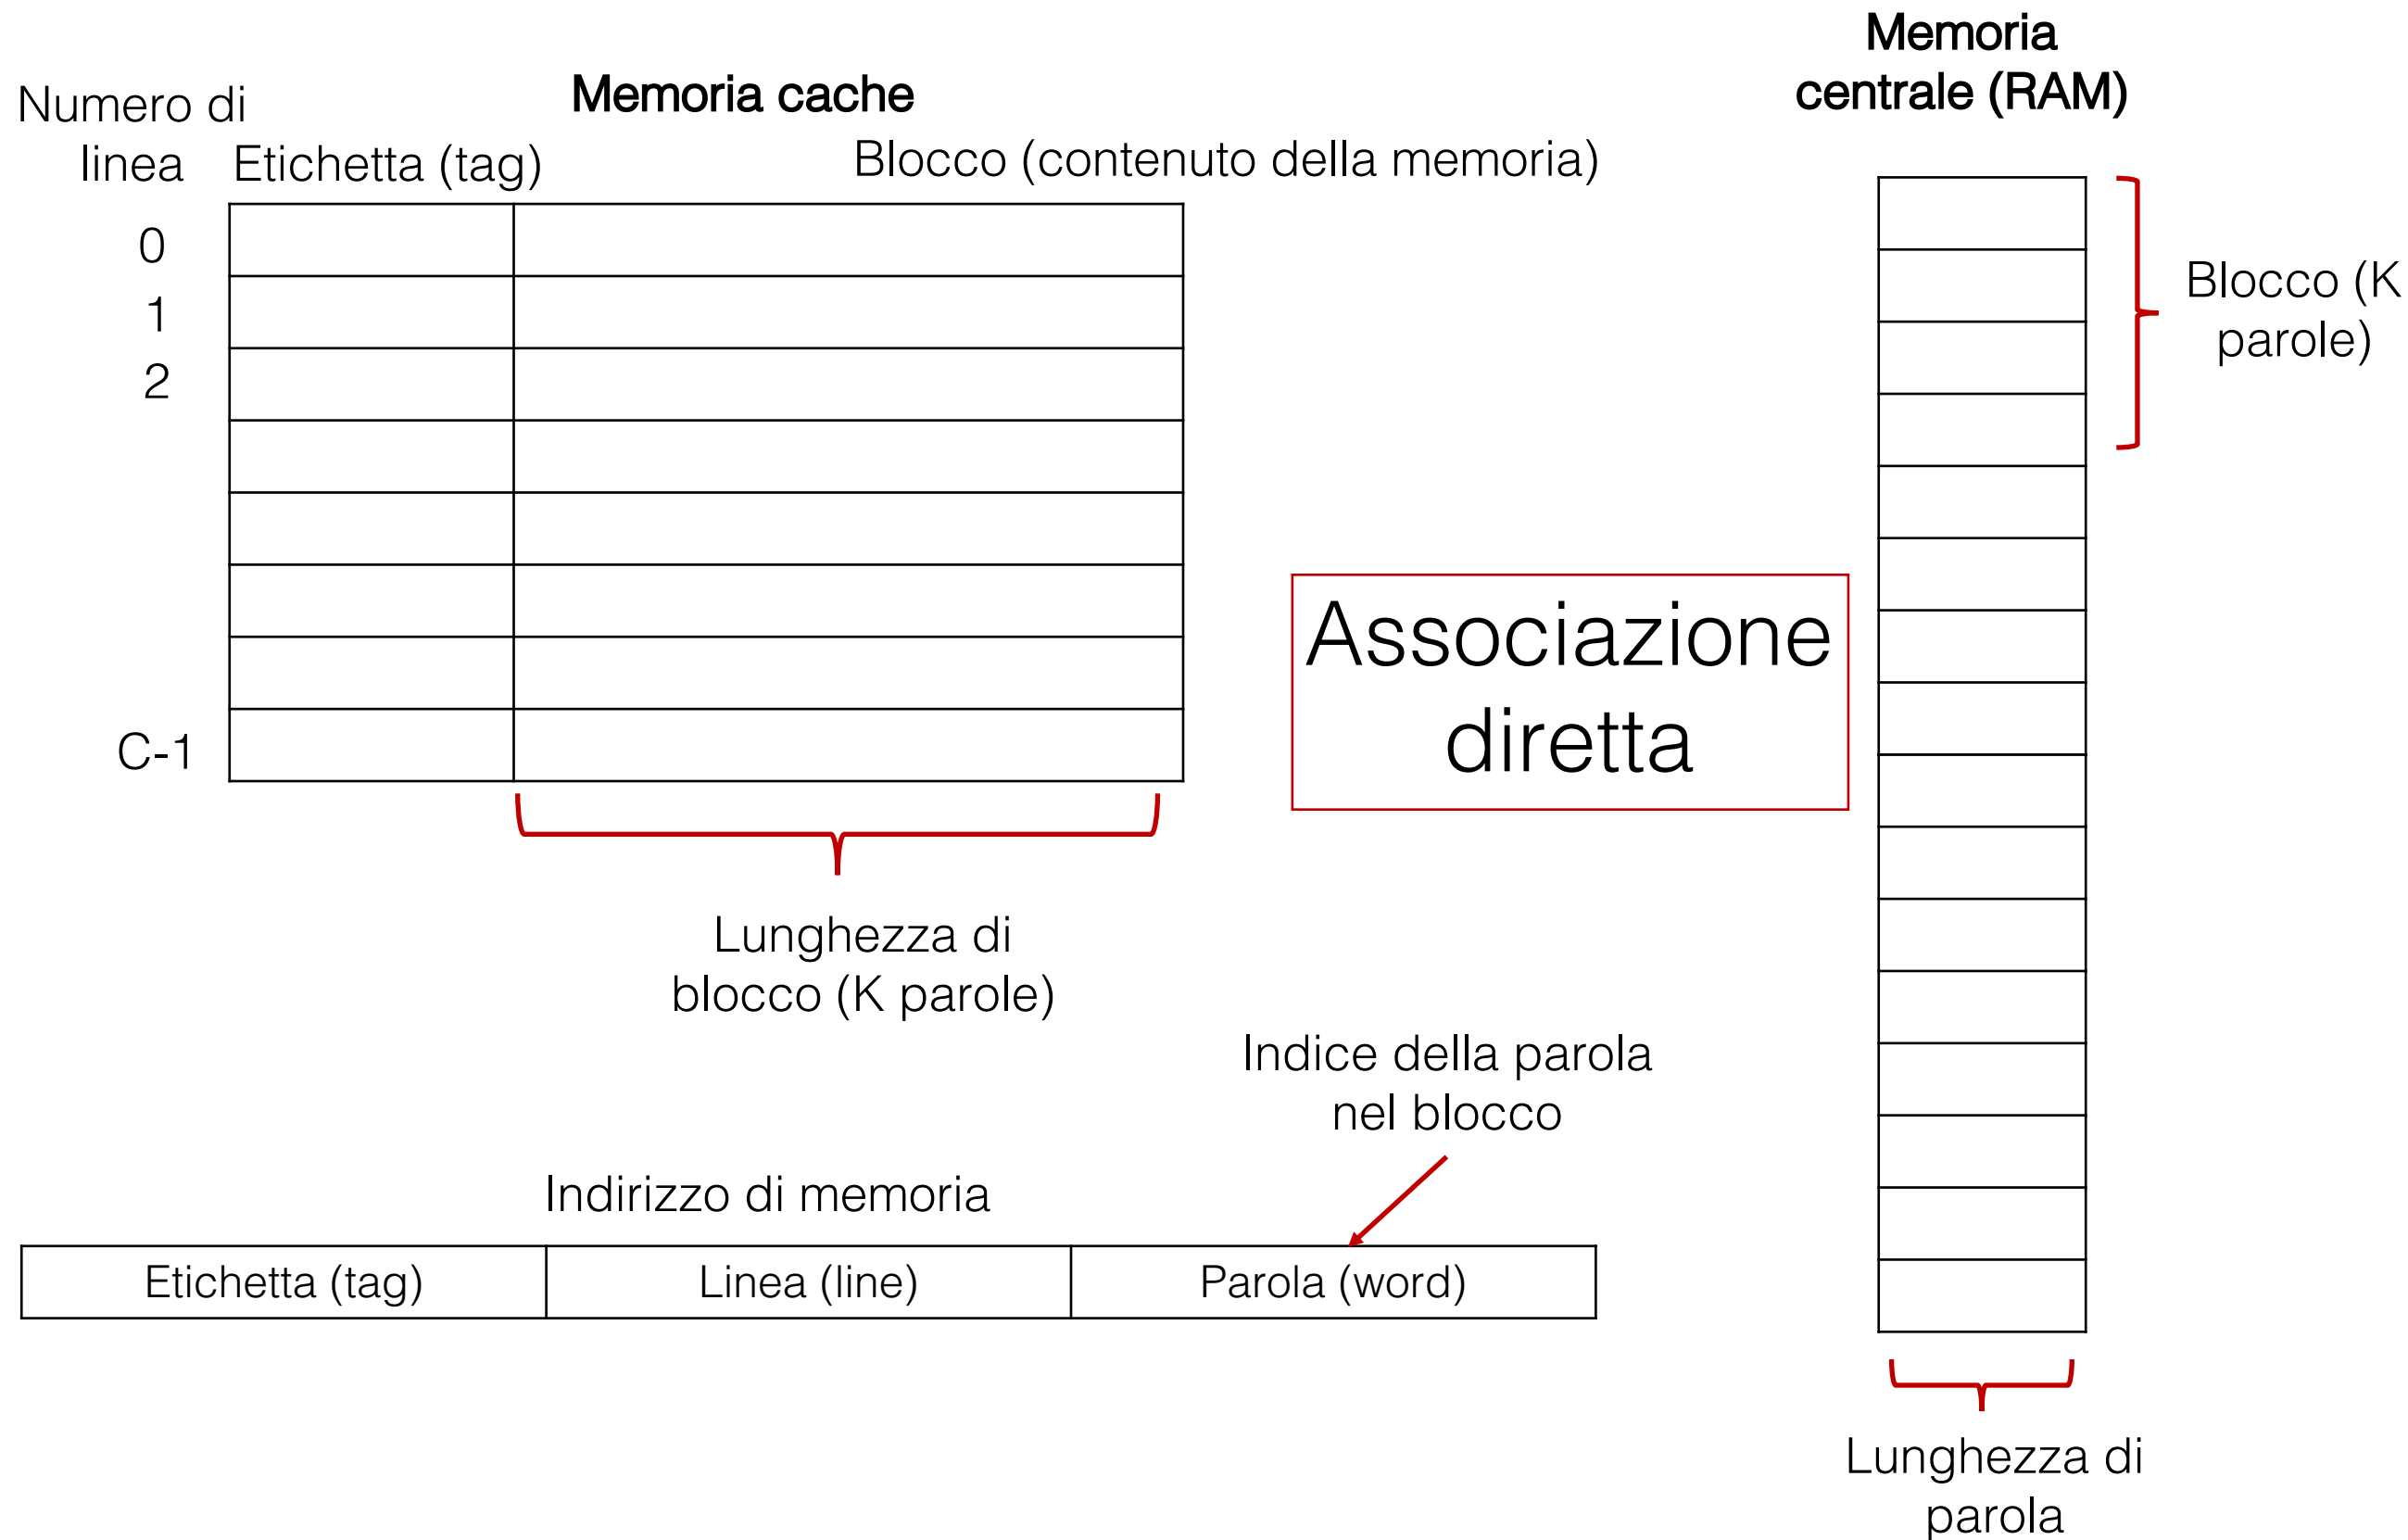 Memoria
centrale (RAM)
Memoria cache
Numero di
linea
Etichetta (tag)
Blocco (contenuto della memoria)
0
1
2
C-1
Blocco (K
parole)
Associazione
diretta
Lunghezza di
blocco (K parole)
Indice della parola
nel blocco
Indirizzo di memoria
Etichetta (tag)
Linea (line)
Parola (word)
Lunghezza di
parola